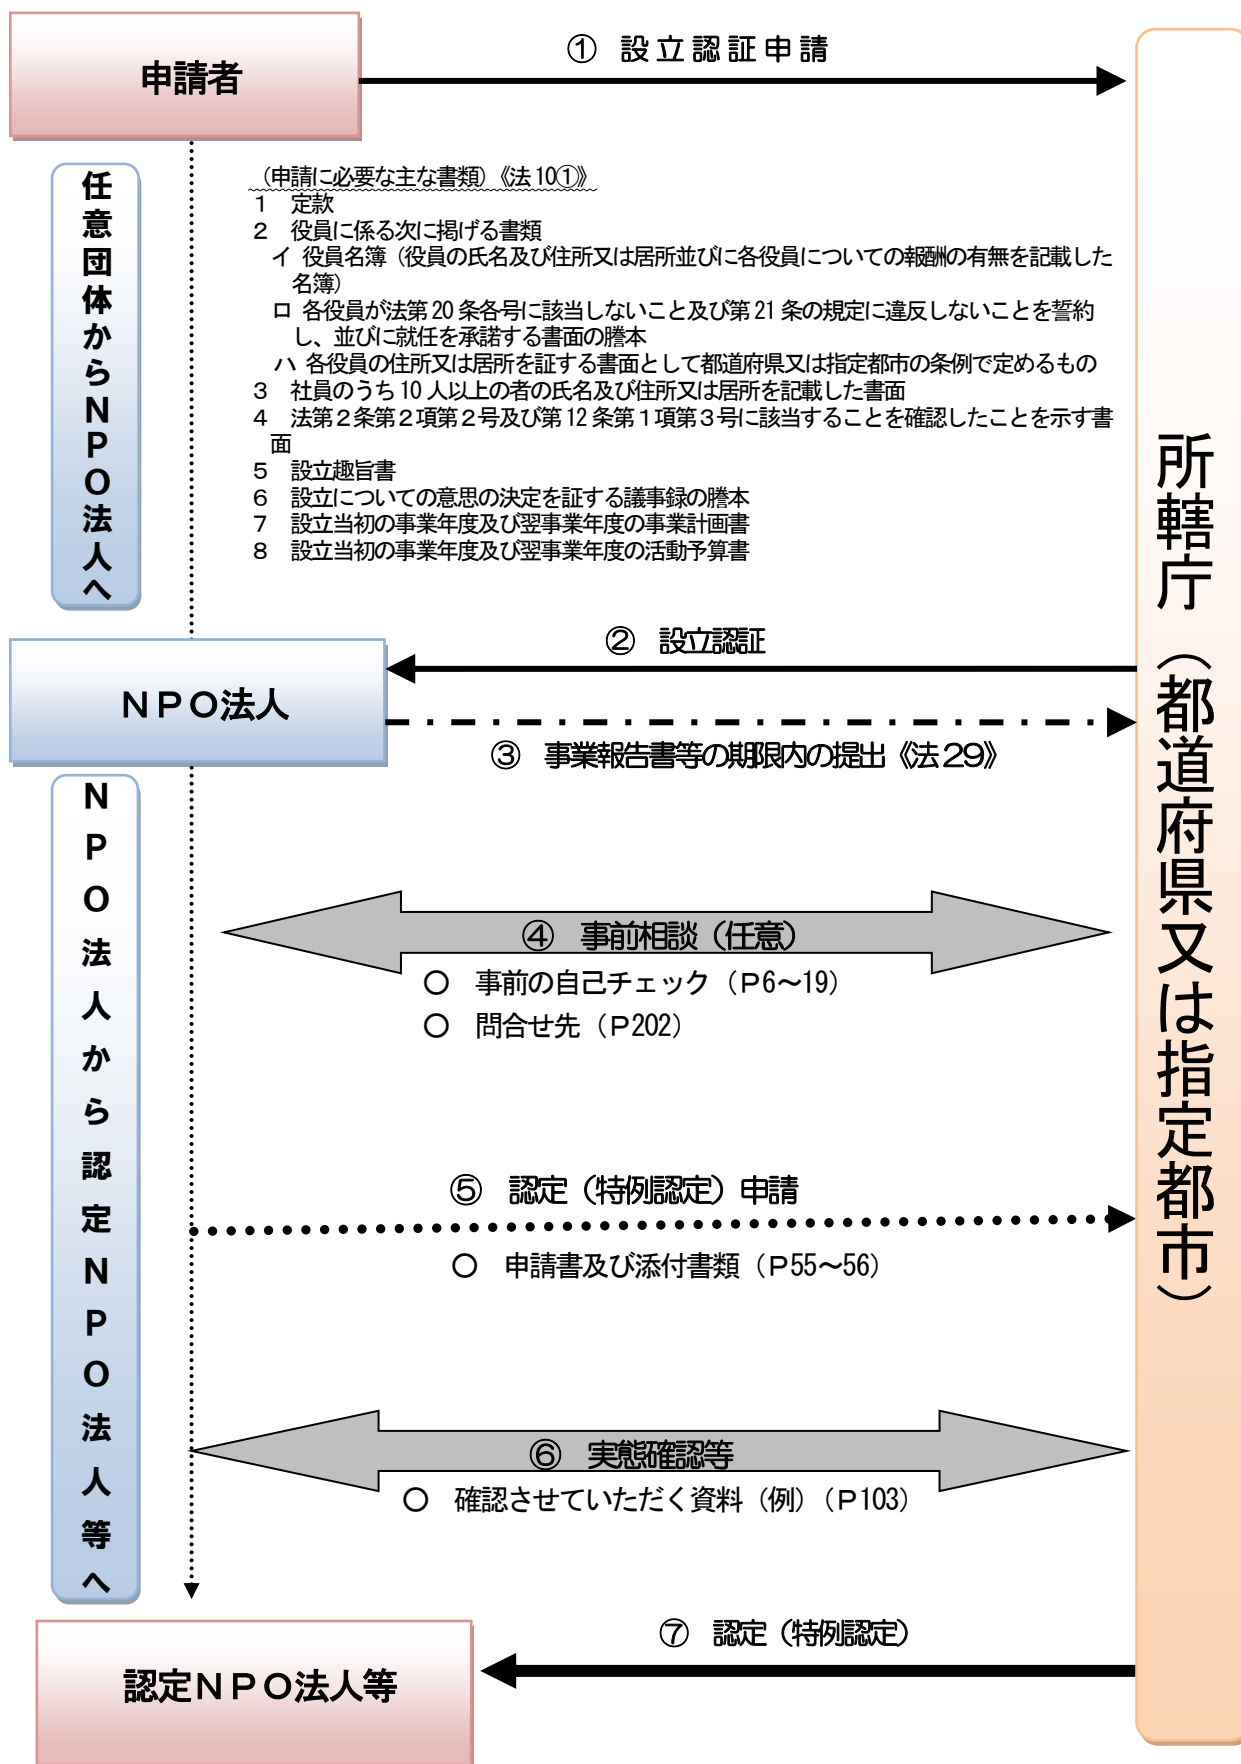 申請者
① 設立認証申請
任意団体からNPO法人へ
（申請に必要な主な書類）《法10①》
1 定款
2 役員に係る次に掲げる書類
イ 役員名簿（役員の氏名及び住所又は居所並びに各役員についての報酬の有無を記載した
名簿）
ロ 各役員が法第20条各号に該当しないこと及び第21条の規定に違反しないことを誓約
し、並びに就任を承諾する書面の謄本
ハ 各役員の住所又は居所を証する書面として都道府県又は指定都市の条例で定めるもの
3 社員のうち10人以上の者の氏名及び住所又は居所を記載した書面
4 法第2条第2項第2号及び第12条第1項第3号に該当することを確認したことを示す書
面
5 設立趣旨書
6 設立についての意思の決定を証する議事録の謄本
7 設立当初の事業年度及び翌事業年度の事業計画書
8 設立当初の事業年度及び翌事業年度の活動予算書
所轄庁（都道府県又は指定都市）
② 設立認証
NPO法人
③ 事業報告書等の期限内の提出《法29》
NPO法人から認定NPO法人等へ
④ 事前相談（任意）
○ 事前の自己チェック（P6～19）
○ 問合せ先（P202）
⑤ 認定（特例認定）申請
○ 申請書及び添付書類（P55～56）
⑥ 実態確認等
○ 確認させていただく資料（例）（P103）
⑦ 認定（特例認定）
認定NPO法人等